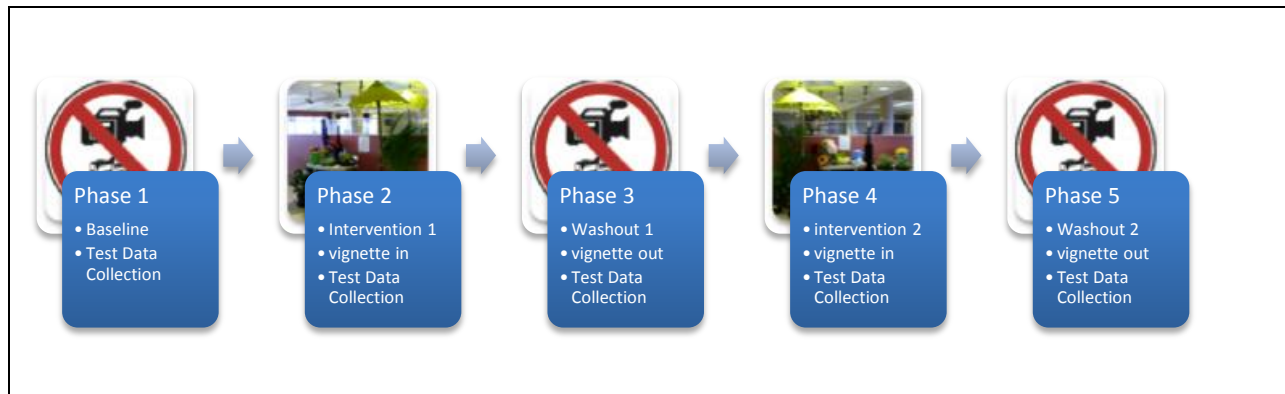 Phase 1
• Baseline
• Test Data
Collection
Phase 2
• Intervention 1
• vignette in
• Test Data
Collection
Phase 3
• Washout 1
• vignette out
• Test Data
Collection
Phase 4
• intervention 2
• vignette in
• Test Data
Collection
Phase 5
• Washout 2
• vignette out
• Test Data
Collection